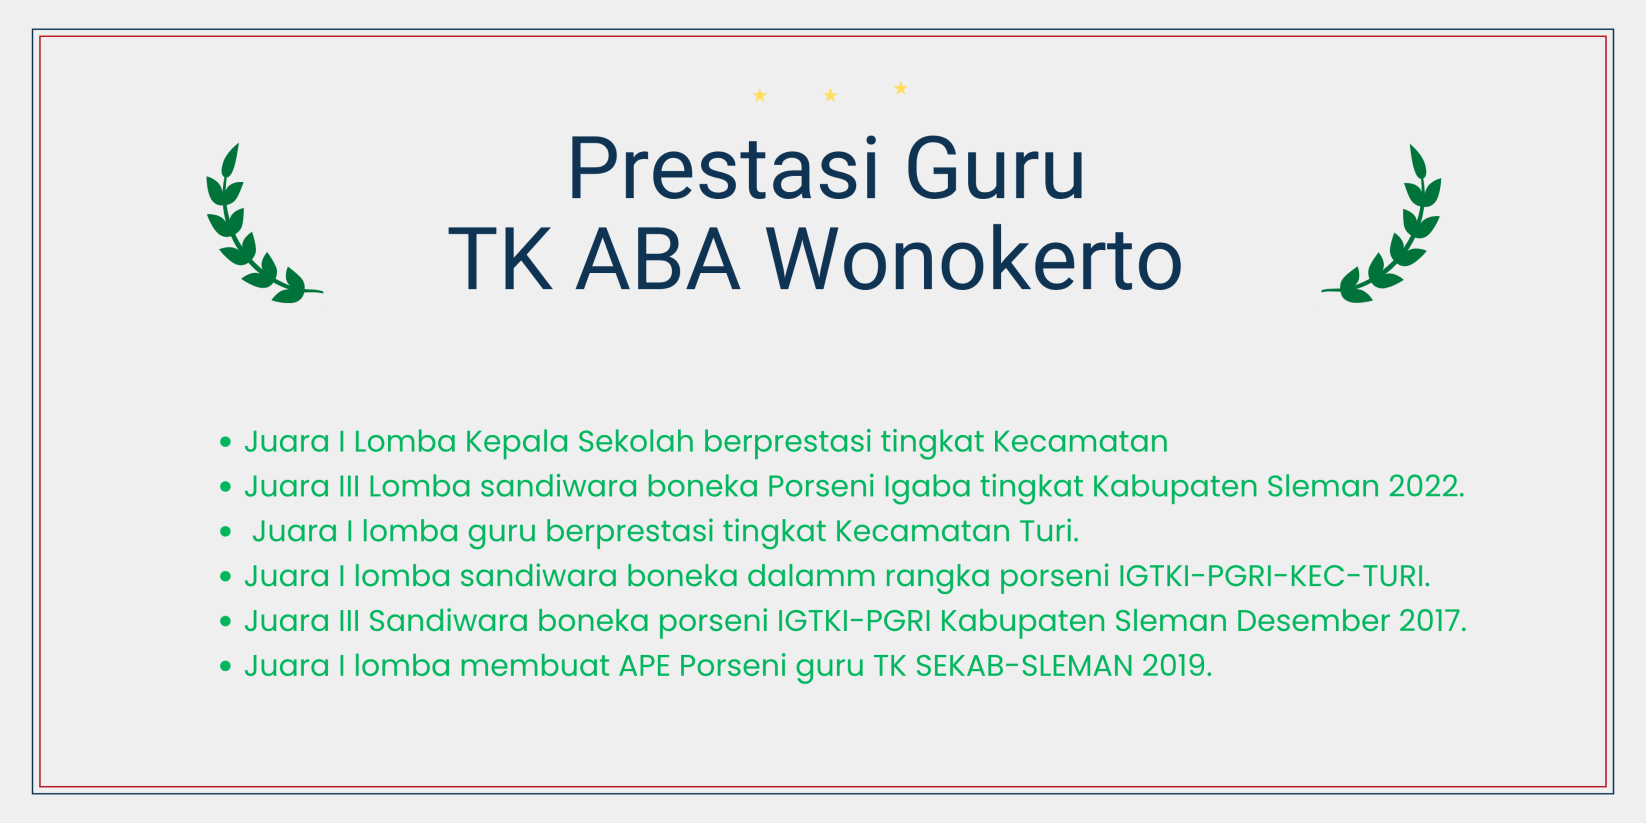 Prestasi Guru
TK ABA Wonokerto
• Juara I Lomba Kepala Sekolah berprestasi tingkat Kecamatan
• Juara III Lomba sandiwara boneka Porseni Igaba tingkat Kabupaten Sleman 2022.
• Juara I lomba guru berprestasi tingkat Kecamatan Turi.
• Juara I lomba sandiwara boneka dalamm rangka porseni IGTKI-PGRI-KEC-TURI.
• Juara III Sandiwara boneka porseni IGTKI-PGRI Kabupaten Sleman Desember 2017.
• Juara I lomba membuat APE Porseni guru TK SEKAB-SLEMAN 2019.